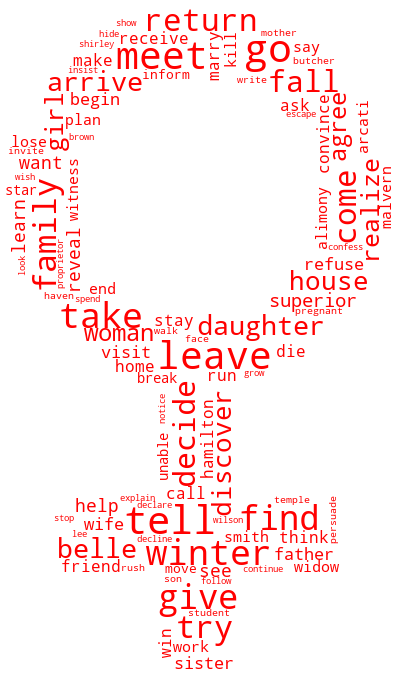 show
hide
return
mother
shirley
receive
meet
marry
kill
go
say
butcher
make
insist
inform
arrive
write
fall
begin
girl
plan
ask
escape
convince
agree
arcati
brown
lose
invite
want
wish
star
witness
family
learn
look
proprietor
reveal
alimony
come
confess
realize
malvern
refuse
haven
spend
end
house
superior
pregnant
take
stay
walk
woman
daughter
face
visit
leave
die
home
break
run
grow
unable
notice
decide
hamilton
discover
call
explain
declare
help
temple
stop
wife
tell
wilson
find
persuade
lee
decline
smith
think
belle
winter
father
friend
rush
move
son
see
follow
continue
widow
give
student
try
win
work
sister